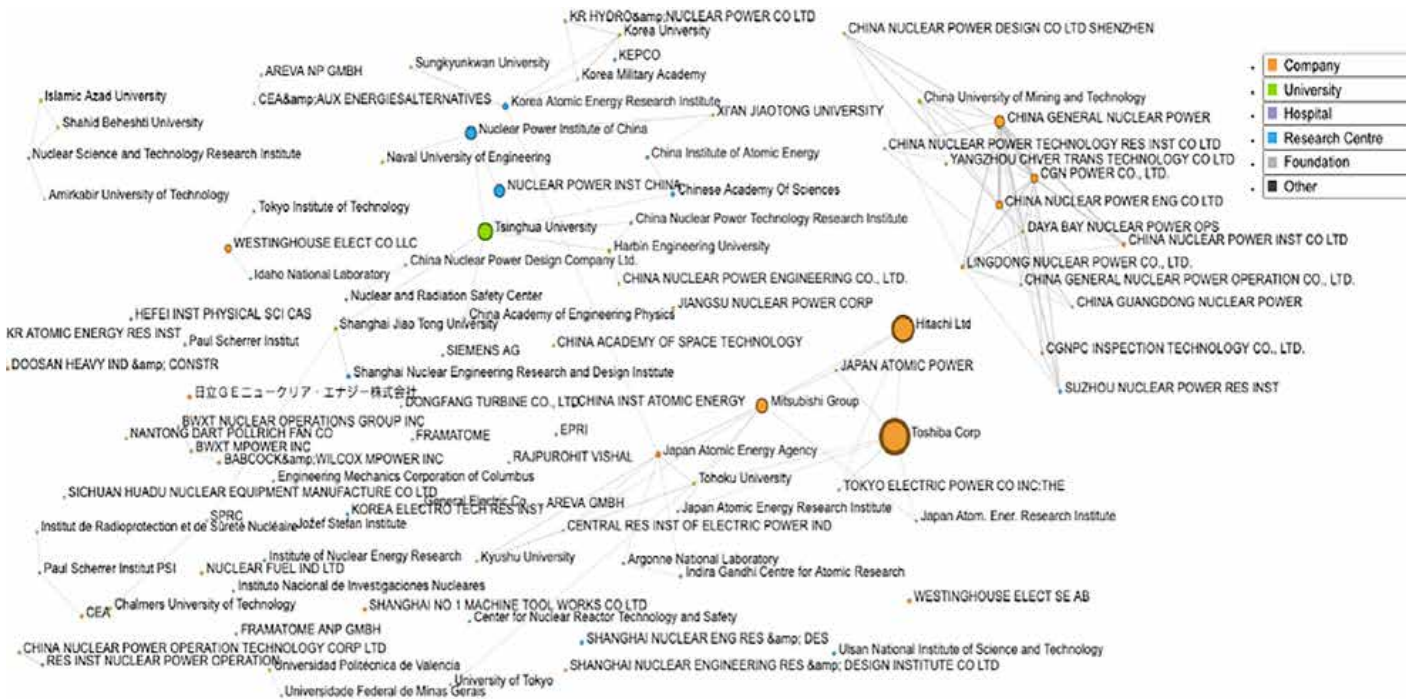 KR HYDRO&amp;NUCLEAR POWER CO LTD
Korea University
CHINA NUCLEAR POWER DESIGN CO LTD SHENZHEN
KEPCO
Sungkyunkwan University
AREVA NP GMBH
Korea Military Academy
Company
University
Hospital
Research Centre
Foundation
Other
Islamic Azad University
CEA&amp;AUX ENERGIESALTERNATIVES
Korea Atomic Energy Research Institute
XI'AN JIAOTONG UNIVERSITY
China University of Mining and Technology
Shahid Beheshti University
Nuclear Power Institute of China
CHINA GENERAL NUCLEAR POWER
CHINA NUCLEAR POWER TECHNOLOGY RES INST CO LTD
Nuclear Science and Technology Research Institute
Naval University of Engineering
China Institute of Atomic Energy
YANGZHOU CHVER TRANS TECHNOLOGY CO LTD
CGN POWER CO., LTD.
Amirkabir University of Technology
NUCLEAR POWER INST CHINA
Chinese Academy Of Sciences
CHINA NUCLEAR POWER ENG CO LTD
Tokyo Institute of Technology
Tsinghua University
China Nuclear Power Technology Research Institute
DAYA BAY NUCLEAR POWER OPS
WESTINGHOUSE ELECT CO LLC
Harbin Engineering University
CHINA NUCLEAR POWER INST CO LTD
China Nuclear Power Design Company Ltd.
LINGDONG NUCLEAR POWER CO., LTD.
Idaho National Laboratory
CHINA NUCLEAR POWER ENGINEERING CO., LTD.
CHINA GENERAL NUCLEAR POWER OPERATION CO., LTD.
Nuclear and Radiation Safety Center
JIANGSU NUCLEAR POWER CORP
CHINA GUANGDONG NUCLEAR POWER
HEFEI INST PHYSICAL SCI CAS
China Academy of Engineering Physics
Shanghai Jiao Tong University
Hitachi Ltd
KR ATOMIC ENERGY RES INST
Paul Scherrer Institut
SIEMENS AG
CHINA ACADEMY OF SPACE TECHNOLOGY
CGNPC INSPECTION TECHNOLOGY CO., LTD.
DOOSAN HEAVY IND &amp; CONSTR
Shanghai Nuclear Engineering Research and Design Institute
JAPAN ATOMIC POWER
SUZHOU NUCLEAR POWER RES INST
日立GEニュークリア・エナジー株式会社
DONGFANG TURBINE CO., LTD.
CHINA INST ATOMIC ENERGY
Mitsubishi Group
BWXT NUCLEAR OPERATIONS GROUP INC
NANTONG DART POLLRICH FAN CO
FRAMATOME
EPRI
Toshiba Corp
BWXT MPOWER INC
BABCOCK&amp;WILCOX MPOWER INC
RAJPUROHIT VISHAL
Japan Atomic Energy Agency
Engineering Mechanics Corporation of Columbus
Tohoku University
TOKYO ELECTRIC POWER CO INC:THE
SICHUAN HUADU NUCLEAR EQUIPMENT MANUFACTURE CO LTD
General Electric Co
AREVA GMBH
KOREA ELECTRO TECH RES INST
Japan Atomic Energy Research Institute
SPRC
Japan Atom. Ener. Research Institute
Institut de Radioprotection et de Sûreté Nucléaire
Jožef Stefan Institute
CENTRAL RES INST OF ELECTRIC POWER IND
Institute of Nuclear Energy Research
Kyushu University
Argonne National Laboratory
Paul Scherrer Institut PSI
NUCLEAR FUEL IND LTD
Indira Gandhi Centre for Atomic Research
Instituto Nacional de Investigaciones Nucleares
WESTINGHOUSE ELECT SE AB
CEA
Chalmers University of Technology
SHANGHAI NO 1 MACHINE TOOL WORKS CO LTD
Center for Nuclear Reactor Technology and Safety
FRAMATOME ANP GMBH
SHANGHAI NUCLEAR ENG RES &amp; DES
CHINA NUCLEAR POWER OPERATION TECHNOLOGY CORP LTD
Ulsan National Institute of Science and Technology
RES INST NUCLEAR POWER OPERATION
Universidad Politécnica de Valencia
SHANGHAI NUCLEAR ENGINEERING RES &amp; DESIGN INSTITUTE CO LTD
University of Tokyo
Universidade Federal de Minas Gerais